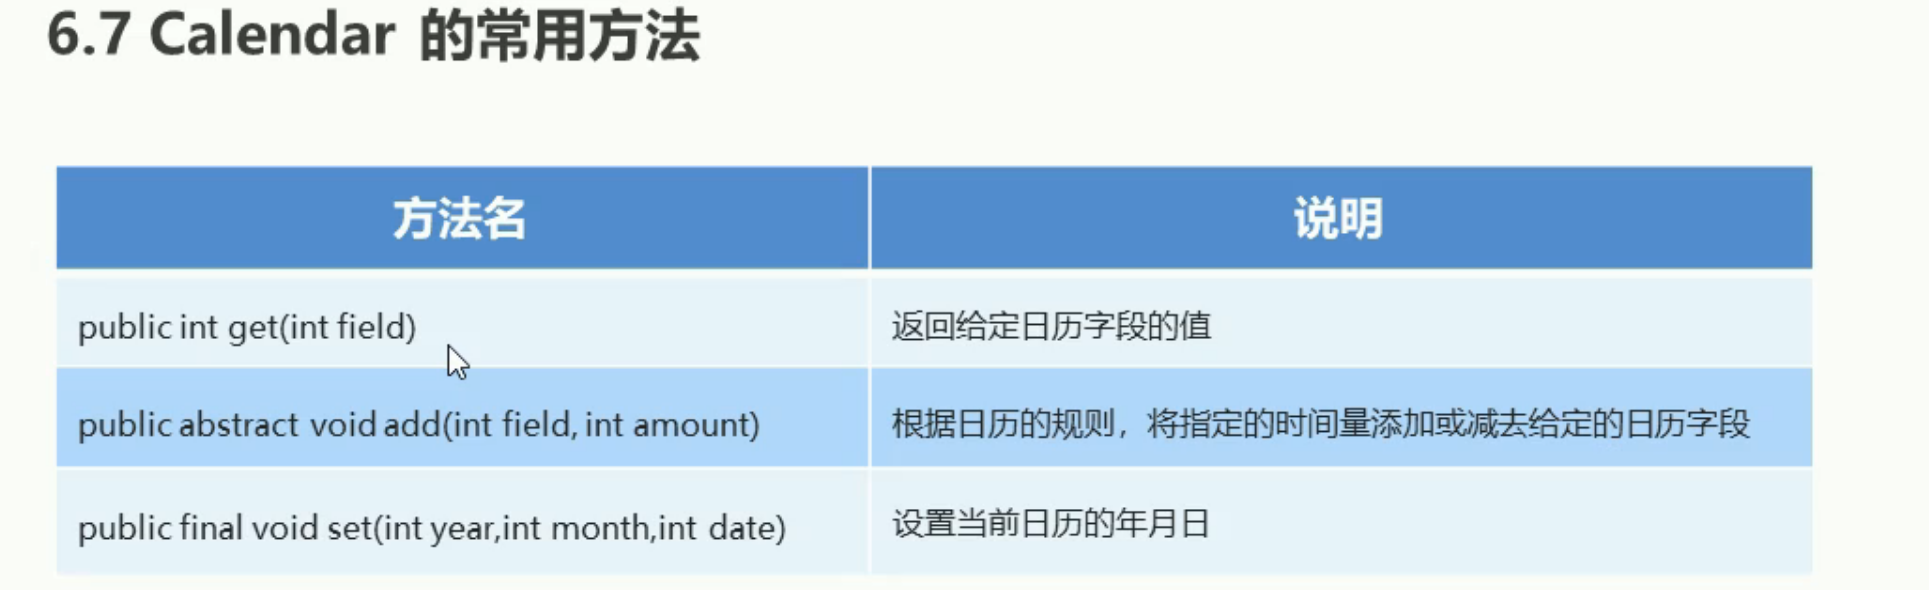 6.7 Calendar 的常用方法
方法名 说明
public int get(int field) 返回给定日历字段的值
public abstract void add(int field, int amount) 根据日历的规则，将指定的时间量添加或减去给定的日历字段
public final void set(int year,int month,int date) 设置当前日历的年月日